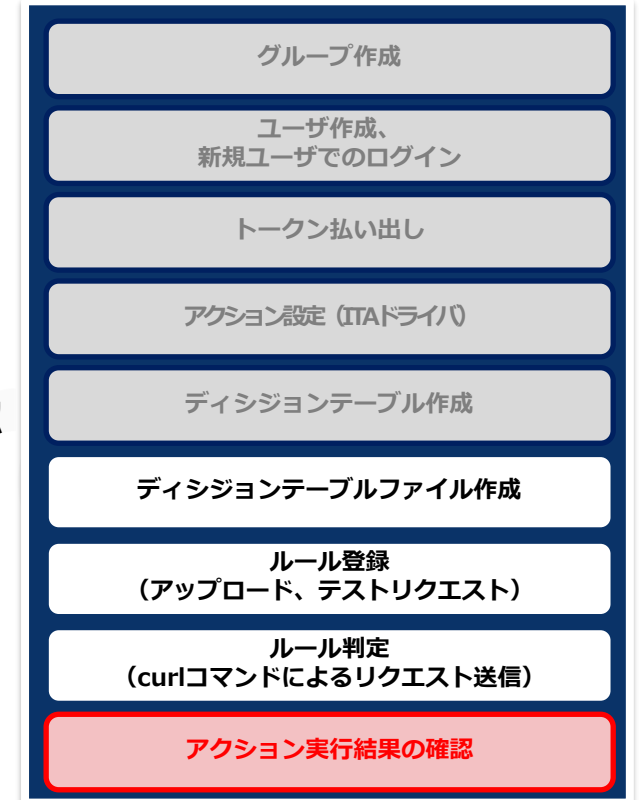 グループ作成
ユーザ作成、
新規ユーザでのログイン
トークン払い出し
アクション設定（ITAドライバ）
ディシジョンテーブル作成
ディシジョンテーブルファイル作成
ルール登録
（アップロード、テストリクエスト）
ルール判定
（curlコマンドによるリクエスト送信）
アクション実行結果の確認